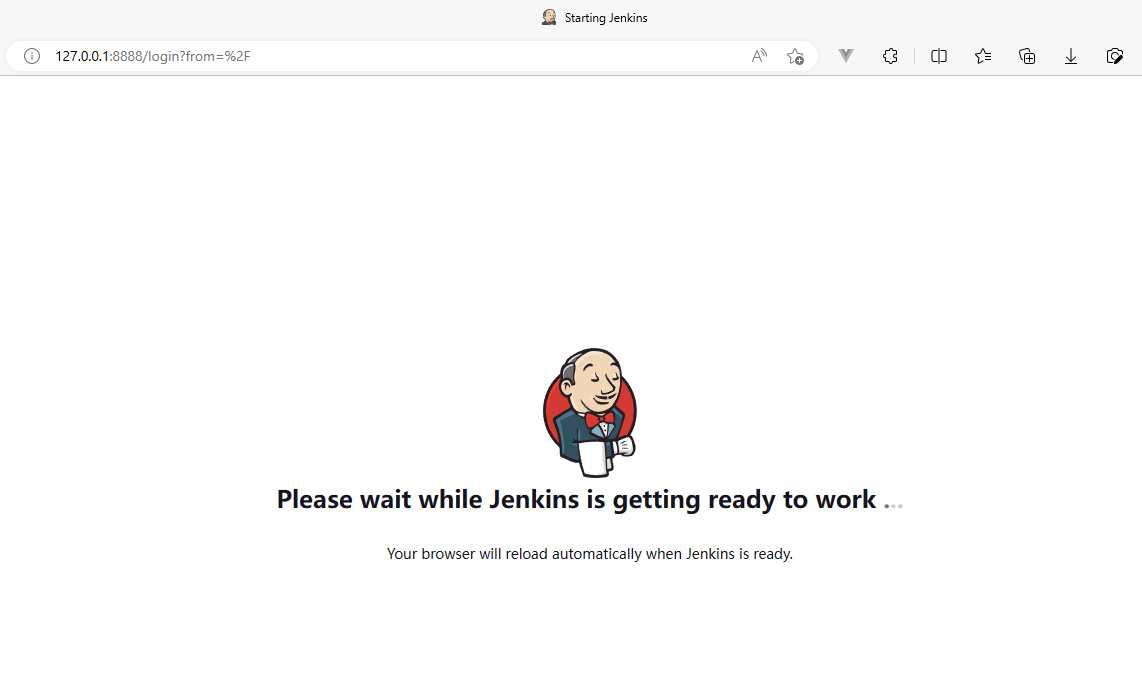 Starting Jenkins
127.0.0.1:8888/login?from=%2F
Please wait while Jenkins is getting ready to work ...
Your browser will reload automatically when Jenkins is ready.